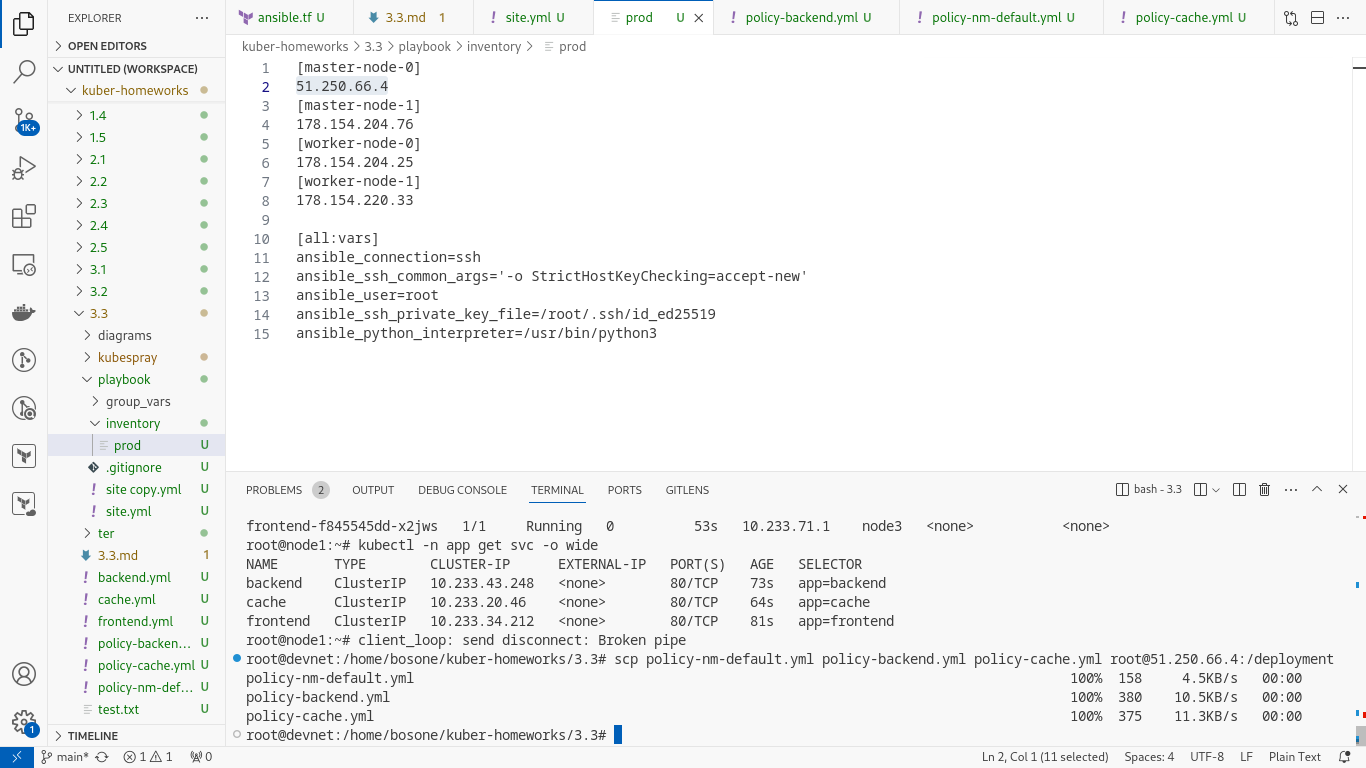 EXPLORER
OPEN EDITORS
UNTITLED (WORKSPACE)
kuber-homeworks
1.4
1.5
2.1
2.2
2.3
2.4
2.5
3.1
3.2
3.3
diagrams
kubespray
playbook
group_vars
inventory
prod U
.gitignore U
site copy.yml U
site.yml U
ter
3.3.md 1
backend.yml U
cache.yml U
frontend.yml U
policy-backen... U
policy-cache.yml U
policy-nm-def... U
test.txt U
TIMELINE
1K+
1
ansible.tf U
3.3.md 1
site.yml U
prod U
policy-backend.yml U
policy-nm-default.yml U
policy-cache.yml U
kuber-homeworks > 3.3 > playbook > inventory > prod
1 [master-node-0]
2 51.250.66.4
3 [master-node-1]
4 178.154.204.76
5 [worker-node-0]
6 178.154.204.25
7 [worker-node-1]
8 178.154.220.33
9
10 [all:vars]
11 ansible_connection=ssh
12 ansible_ssh_common_args='-o StrictHostKeyChecking=accept-new'
13 ansible_user=root
14 ansible_ssh_private_key_file=/root/.ssh/id_ed25519
15 ansible_python_interpreter=/usr/bin/python3
PROBLEMS 2 OUTPUT DEBUG CONSOLE TERMINAL PORTS GITLENS
bash - 3.3
frontend-f845545dd-x2jws 1/1 Running 0 53s 10.233.71.1 node3 <none> <none>
root@node1:~# kubectl -n app get svc -o wide
NAME TYPE CLUSTER-IP EXTERNAL-IP PORT(S) AGE SELECTOR
backend ClusterIP 10.233.43.248 <none> 80/TCP 73s app=backend
cache ClusterIP 10.233.20.46 <none> 80/TCP 64s app=cache
frontend ClusterIP 10.233.34.212 <none> 80/TCP 81s app=frontend
root@node1:~# client_loop: send disconnect: Broken pipe
root@devnet:/home/bosone/kuber-homeworks/3.3# scp policy-nm-default.yml policy-backend.yml policy-cache.yml root@51.250.66.4:/deployment
policy-nm-default.yml 100% 158 4.5KB/s 00:00
policy-backend.yml 100% 380 10.5KB/s 00:00
policy-cache.yml 100% 375 11.3KB/s 00:00
root@devnet:/home/bosone/kuber-homeworks/3.3#
main* 1 1 0 Ln 2, Col 1 (11 selected) Spaces: 4 UTF-8 LF Plain Text